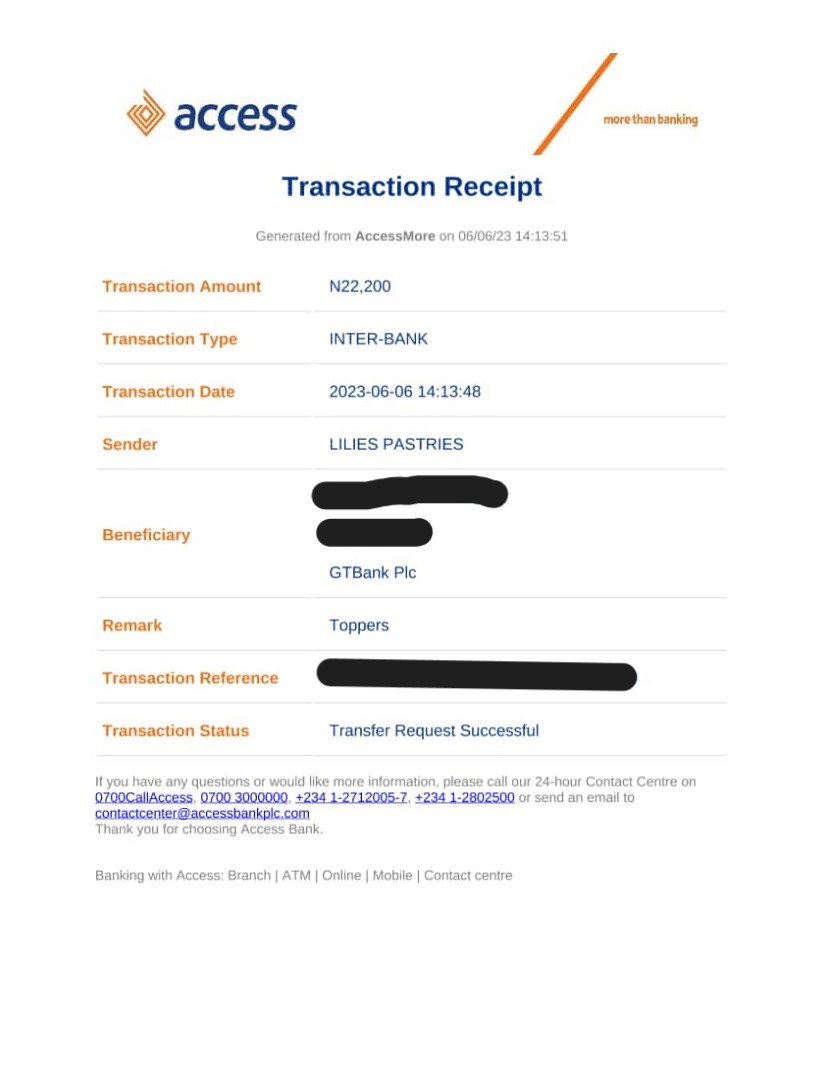 access
more than banking
Transaction Receipt
Generated from AccessMore on 06/06/23 14:13:51
Transaction Amount N22,200
Transaction Type INTER-BANK
Transaction Date 2023-06-06 14:13:48
Sender LILIES PASTRIES
Beneficiary
GTBank Plc
Remark Toppers
Transaction Reference
Transaction Status Transfer Request Successful
If you have any questions or would like more information, please call our 24-hour Contact Centre on
0700CallAccess, 0700 3000000, +234 1-2712005-7, +234 1-2802500 or send an email to
contactcenter@accessbankplc.com
Thank you for choosing Access Bank.
Banking with Access: Branch | ATM | Online | Mobile | Contact centre